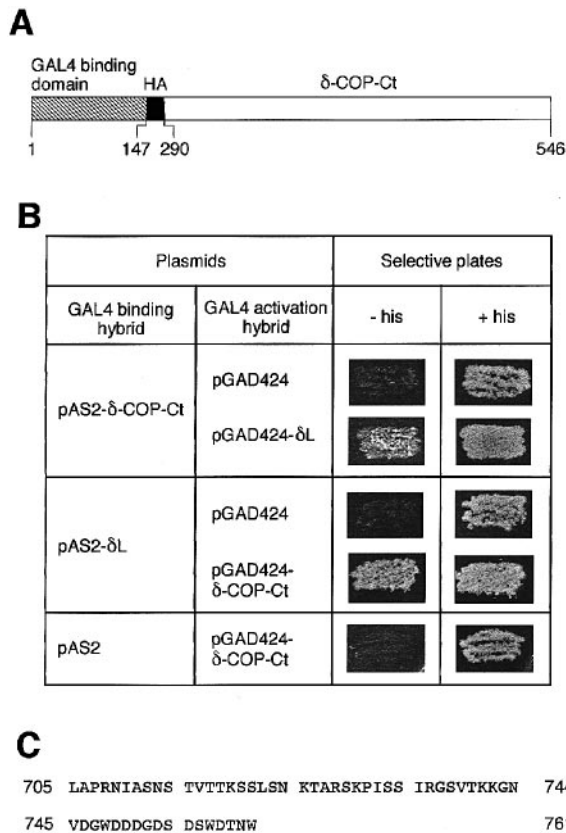 A
GAL4 binding
domain HA δ-COP-Ct
1 147 290 546
B
Plasmids Selective plates
GAL4 binding
hybrid
GAL4 activation
hybrid
- his + his
pAS2-δ-COP-Ct
pGAD424
pGAD424-δL
pAS2-δL
pGAD424
pGAD424-
δ-COP-Ct
pAS2
pGAD424-
δ-COP-Ct
C
705 LAPRNIASNS TVTTKSSLSN KTARSKPISS IRGSVTKKGN 744
745 VDGWDDDGDS DSWDTNW 76